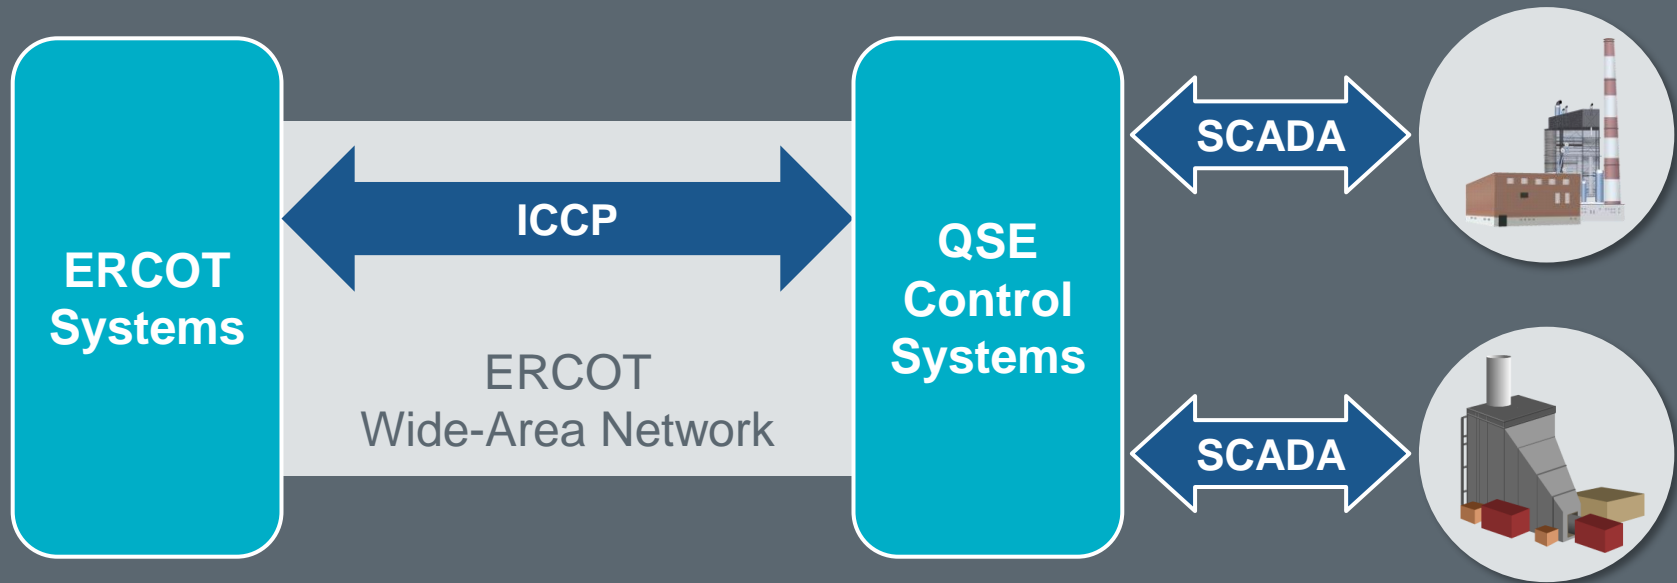 ERCOT
Systems
ICCP
ERCOT
Wide-Area Network
QSE
Control
Systems
SCADA
SCADA